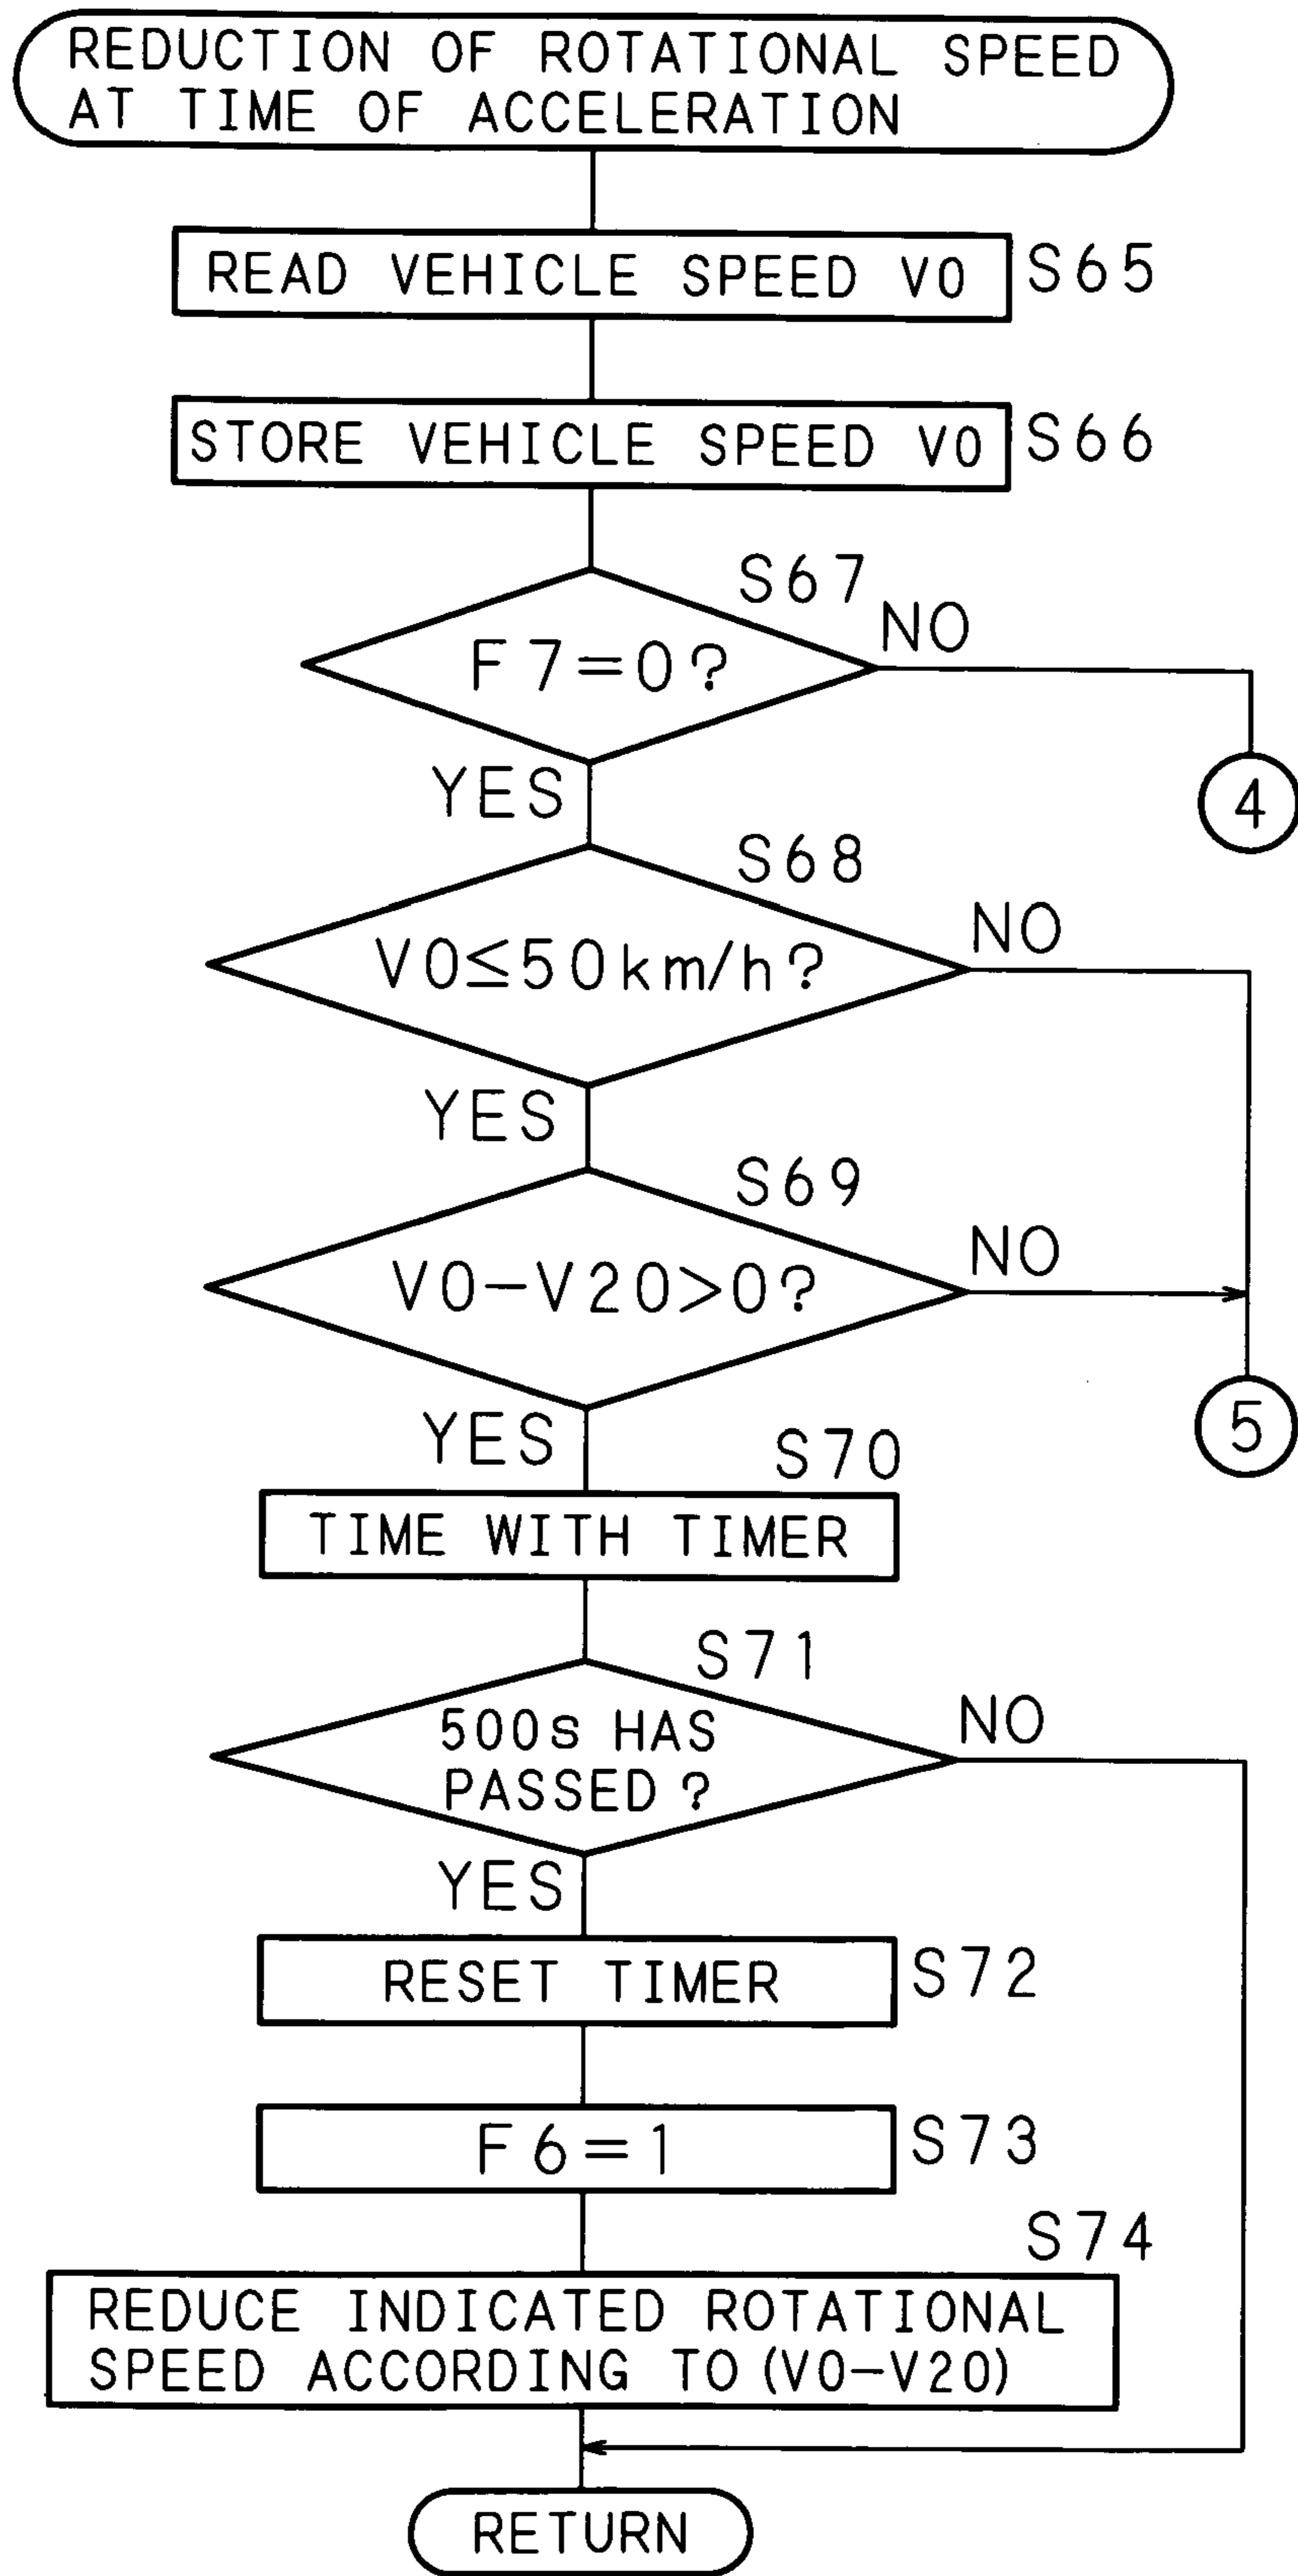 REDUCTION OF ROTATIONAL SPEED
AT TIME OF ACCELERATION
READ VEHICLE SPEED V0
S65
STORE VEHICLE SPEED V0
S66
S67
F7=0?
NO
4
YES
S68
V0≤50km/h?
NO
YES
S69
V0-V20>0?
NO
5
YES
S70
TIME WITH TIMER
S71
500s HAS
PASSED?
NO
YES
RESET TIMER
S72
F6=1
S73
S74
REDUCE INDICATED ROTATIONAL
SPEED ACCORDING TO (V0-V20)
RETURN